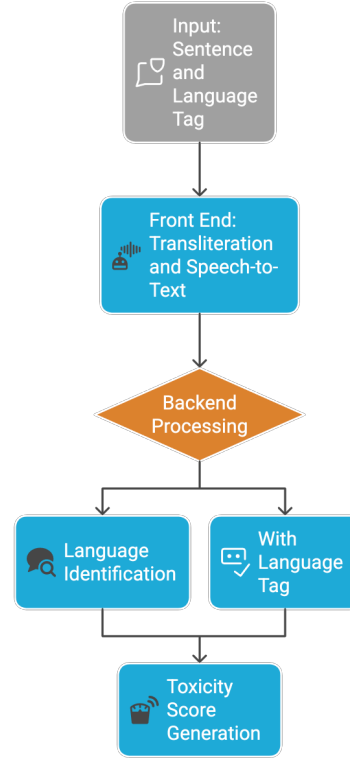 Input:
Sentence
and
Language
Tag
Front End:
Transliteration
and Speech-to-
Text
Backend
Processing
Language
Identification
With
Language
Tag
Toxicity
Score
Generation